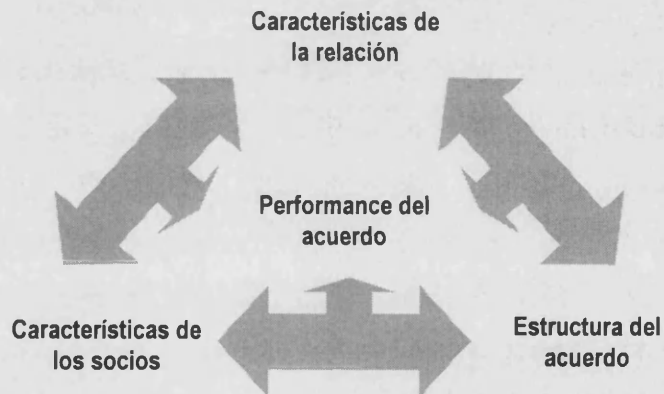 Características de
la relación
Performance del
acuerdo
Características de
los socios
Estructura del
acuerdo